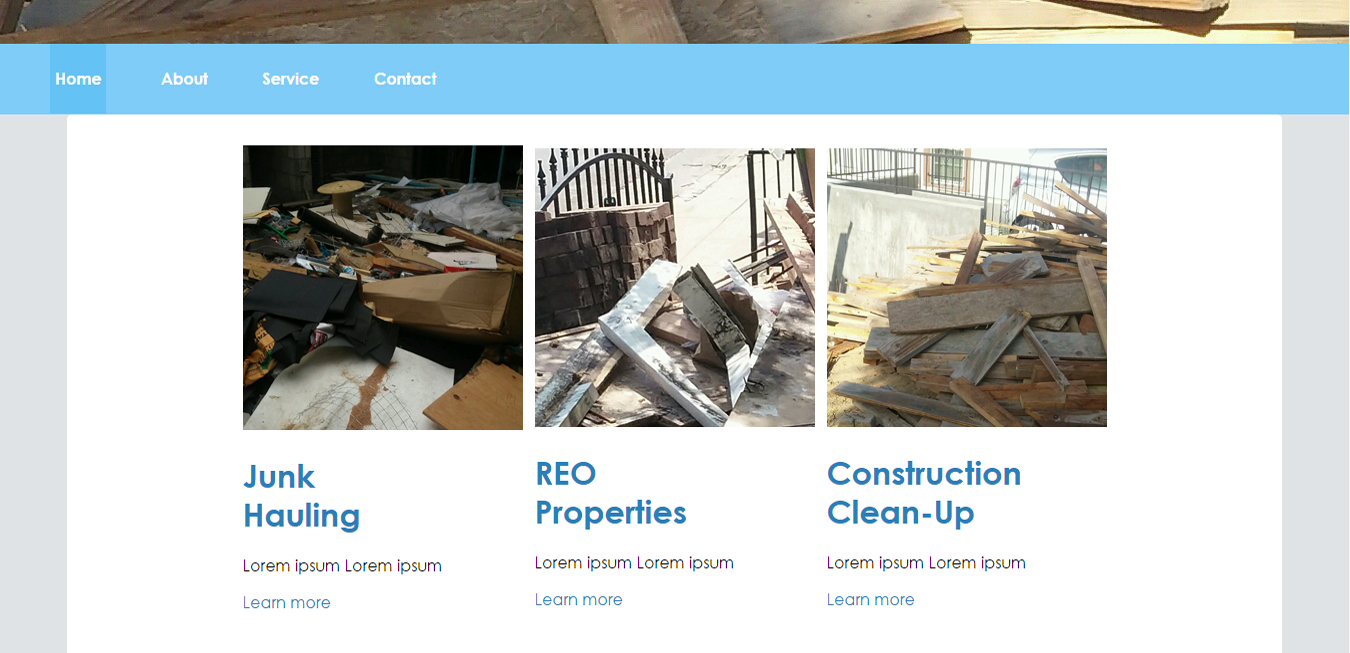 Home About Service Contact
Junk
Hauling
Lorem ipsum Lorem ipsum
Learn more
REO
Properties
Lorem ipsum Lorem ipsum
Learn more
Construction
Clean-Up
Lorem ipsum Lorem ipsum
Learn more